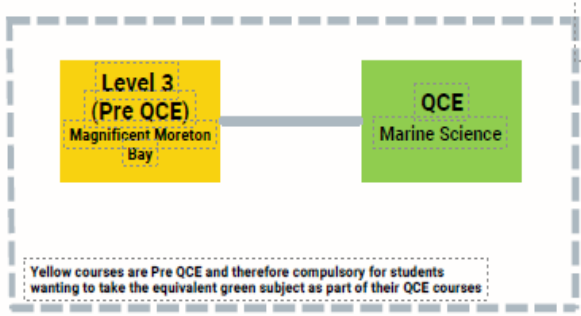 Level 3
(Pre QCE)
Magnificent Moreton
Bay
QCE
Marine Science
Yellow courses are Pre QCE and therefore compulsory for students
wanting to take the equivalent green subject as part of their QCE courses